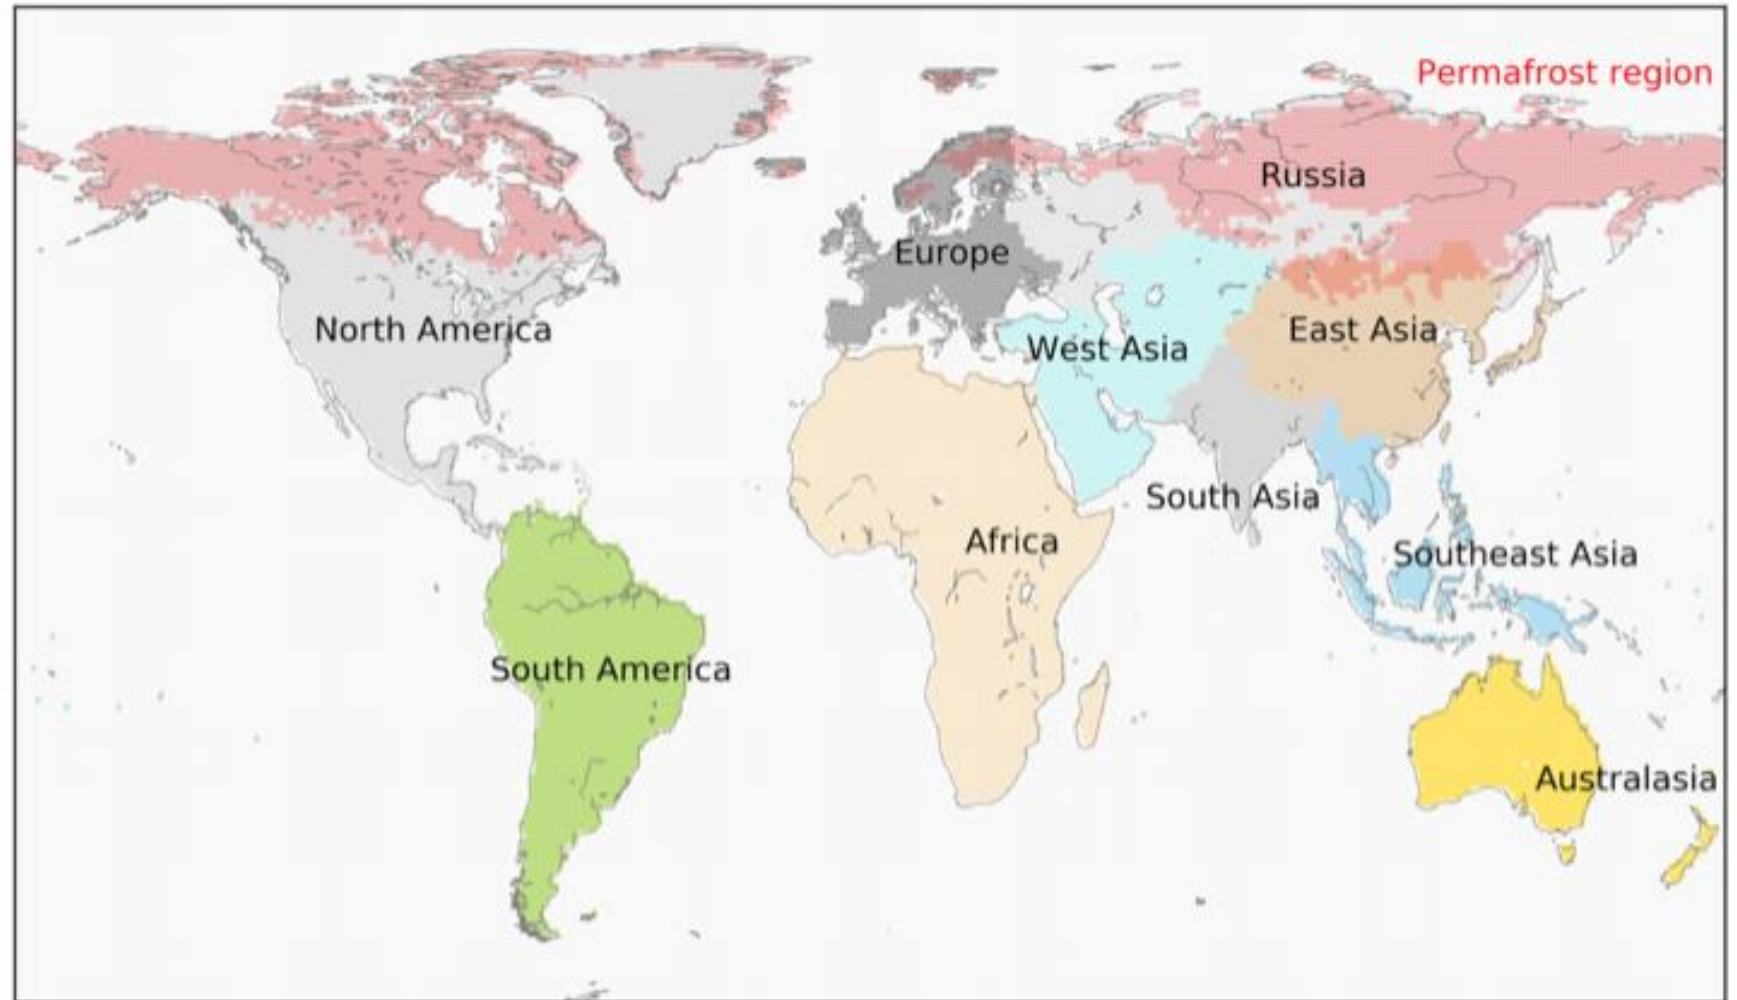 Permafrost region
Russia
Europe
North America
East Asia
West Asia
South Asia
Africa
Southeast Asia
South America
Australasia